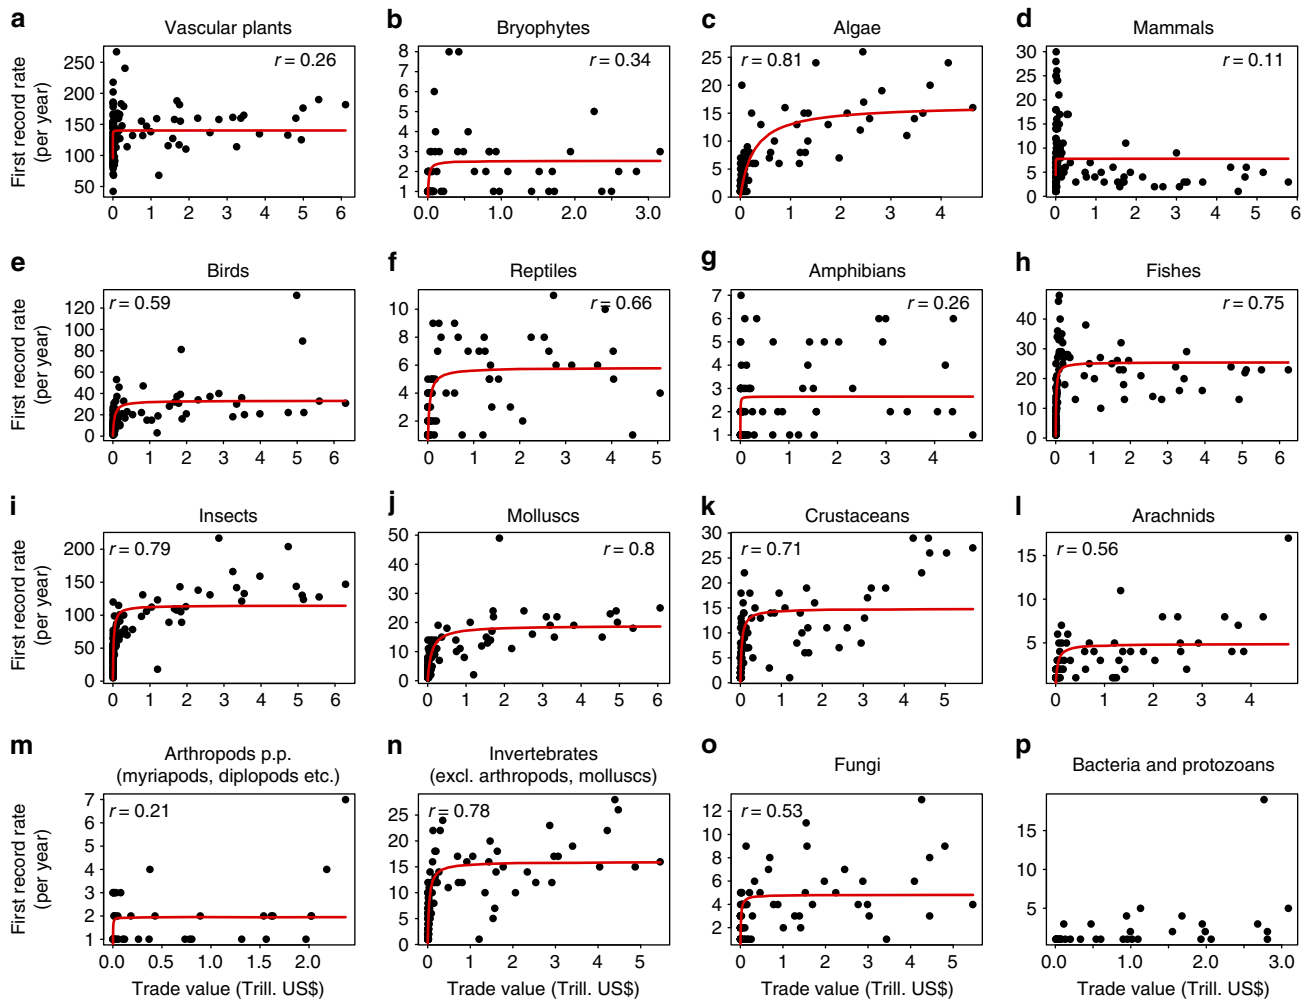 a Vascular plants
First record rate
(per year)
r = 0.26
250
200
150
100
50
0 1 2 3 4 5 6
b Bryophytes
r = 0.34
8
7
6
5
4
3
2
1
0.0 1.0 2.0 3.0
c Algae
r = 0.81
25
20
15
10
5
0
0 1 2 3 4
d Mammals
r = 0.11
30
25
20
15
10
5
0
0 1 2 3 4 5 6
e Birds
First record rate
(per year)
r = 0.59
120
100
80
60
40
20
0
0 1 2 3 4 5 6
f Reptiles
r = 0.66
10
8
6
4
2
0 1 2 3 4 5
g Amphibians
r = 0.26
7
6
5
4
3
2
1
0 1 2 3 4
h Fishes
r = 0.75
40
30
20
10
0
0 1 2 3 4 5 6
i Insects
First record rate
(per year)
r = 0.79
200
150
100
50
0
0 1 2 3 4 5 6
j Molluscs
r = 0.8
50
40
30
20
10
0
0 1 2 3 4 5 6
k Crustaceans
r = 0.71
30
25
20
15
10
5
0
0 1 2 3 4 5
l Arachnids
r = 0.56
15
10
5
0 1 2 3 4
m Arthropods p.p.
(myriapods, diplopods etc.)
First record rate
(per year)
r = 0.21
7
6
5
4
3
2
1
0.0 0.5 1.0 1.5 2.0
Trade value (Trill. US$)
n Invertebrates
(excl. arthropods, molluscs)
r = 0.78
25
20
15
10
5
0
0 1 2 3 4 5
Trade value (Trill. US$)
o Fungi
r = 0.53
12
10
8
6
4
2
0 1 2 3 4 5
Trade value (Trill. US$)
p Bacteria and protozoans
15
10
5
0.0 1.0 2.0 3.0
Trade value (Trill. US$)